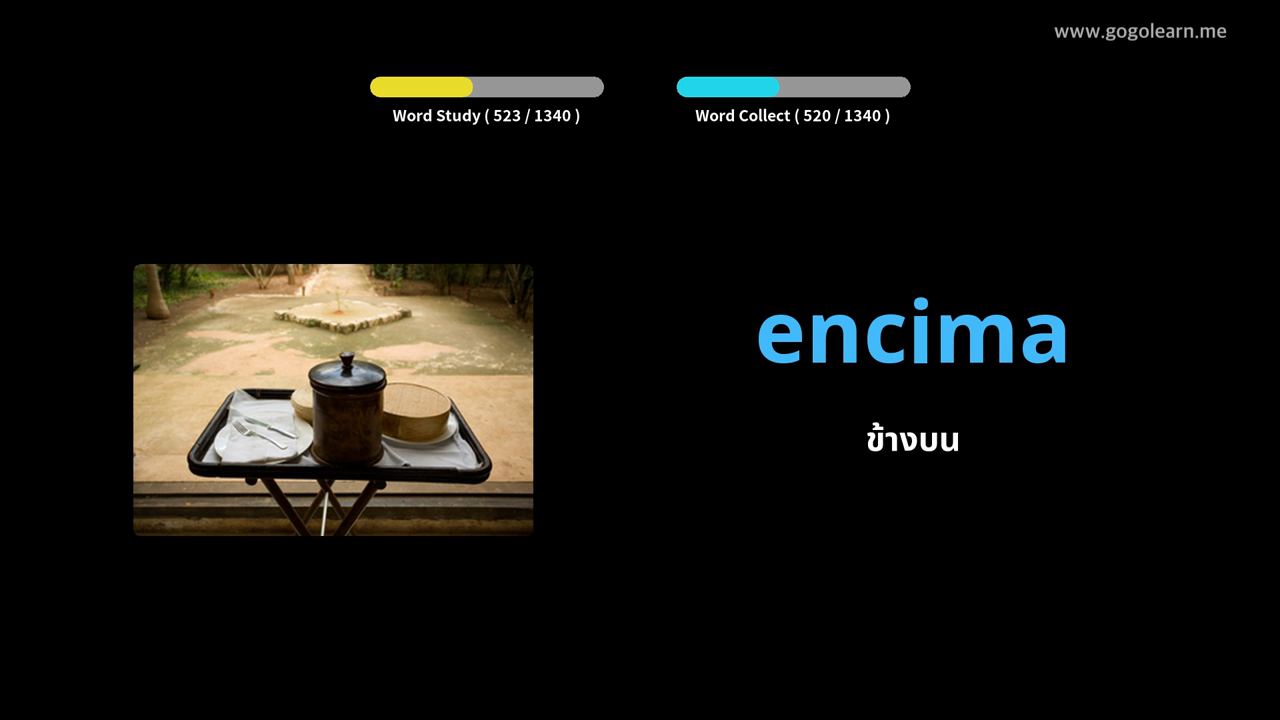 www.gogolearn.me
Word Study ( 523 / 1340 )
Word Collect ( 520 / 1340 )
encima
ข้างบน